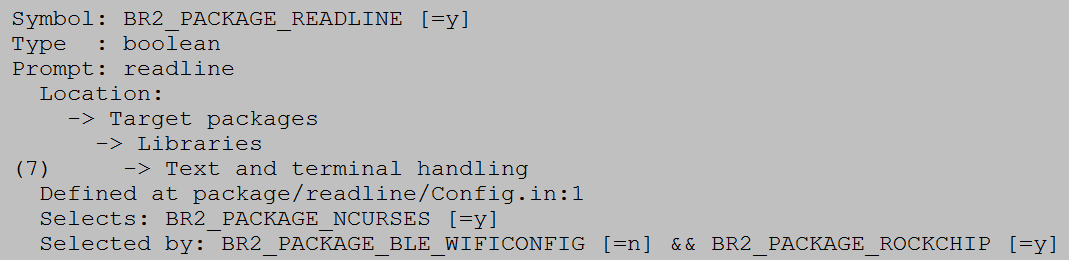 Symbol: BR2_PACKAGE_READLINE [=y]
Type  : boolean
Prompt: readline
  Location:
    -> Target packages
      -> Libraries
(7)     -> Text and terminal handling
  Defined at package/readline/Config.in:1
  Selects: BR2_PACKAGE_NCURSES [=y]
  Selected by: BR2_PACKAGE_BLE_WIFICONFIG [=n] && BR2_PACKAGE_ROCKCHIP [=y]